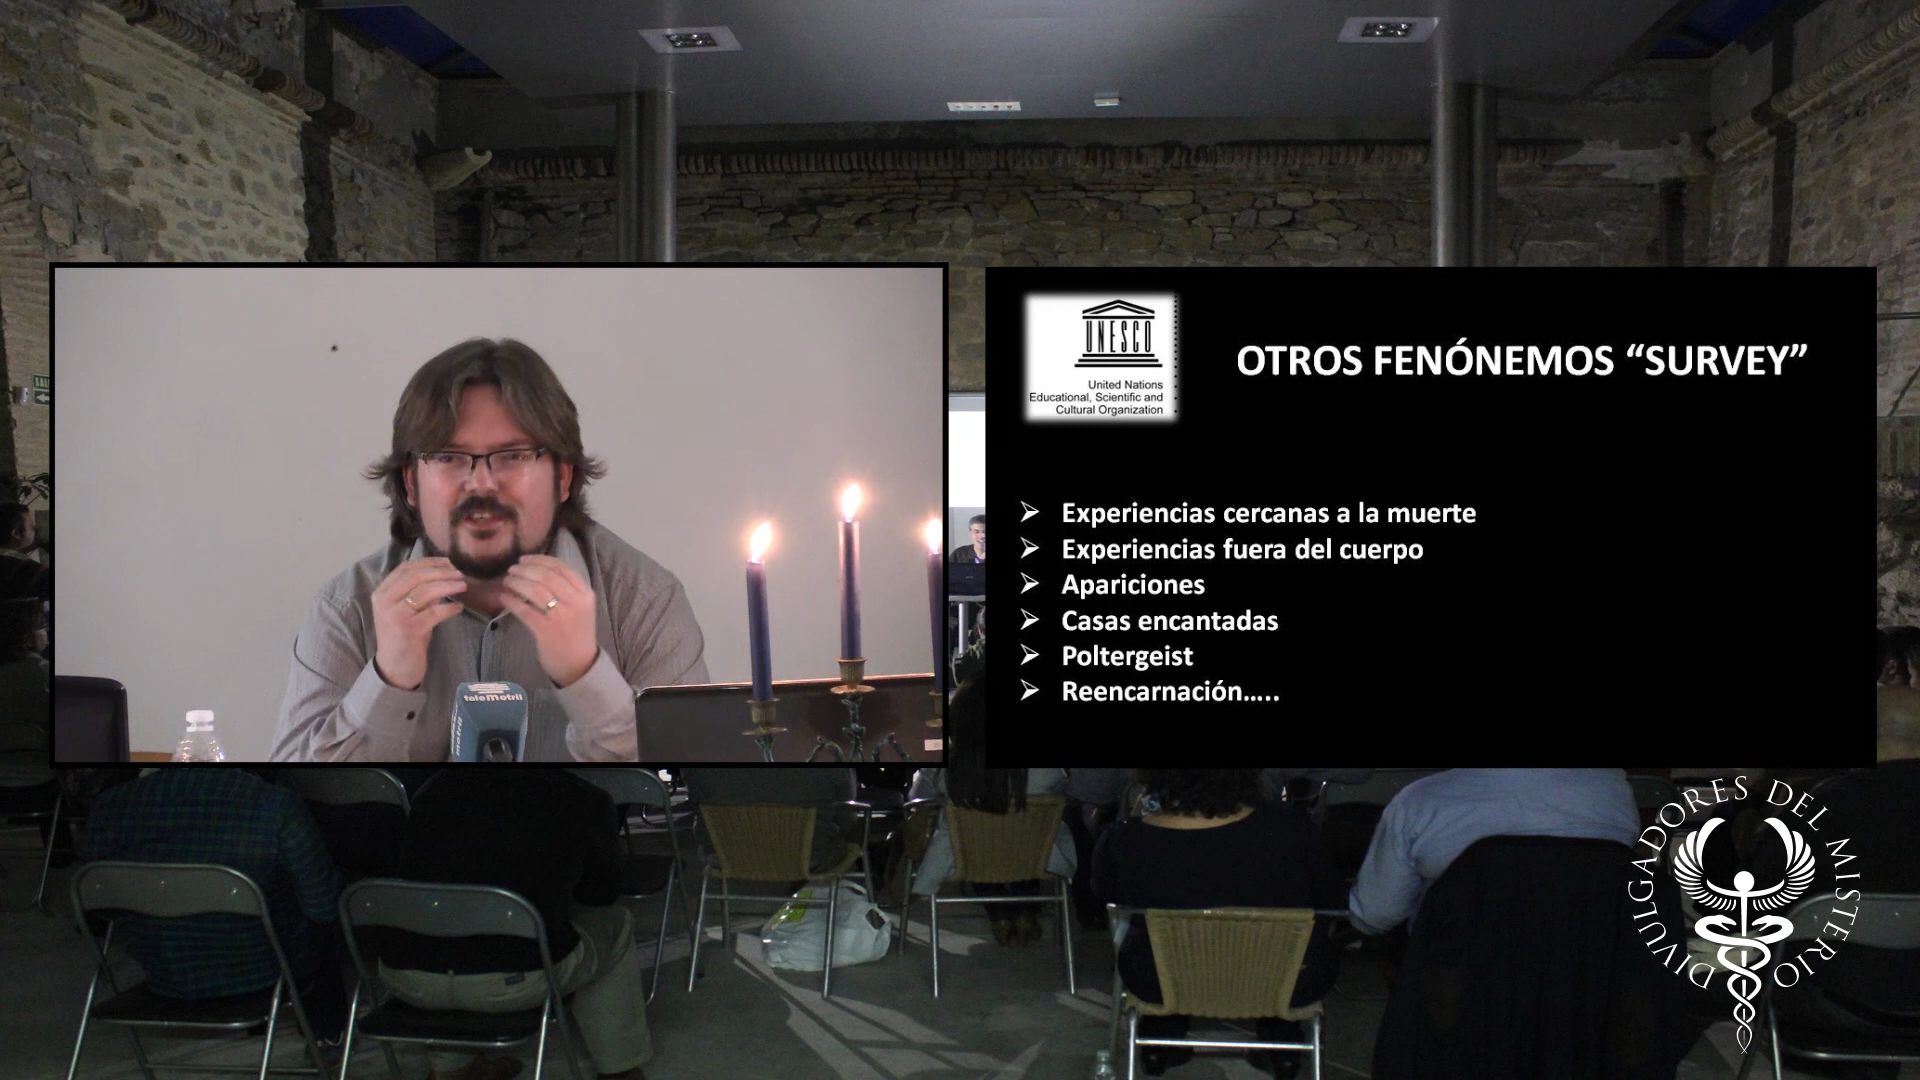 UNESCO
United Nations
Educational, Scientific and
Cultural Organization
OTROS FENÓNEMOS “SURVEY”
➢ Experiencias cercanas a la muerte
➢ Experiencias fuera del cuerpo
➢ Apariciones
➢ Casas encantadas
➢ Poltergeist
➢ Reencarnación…..
teleMotril
DIVULGADORES DEL MISTERIO